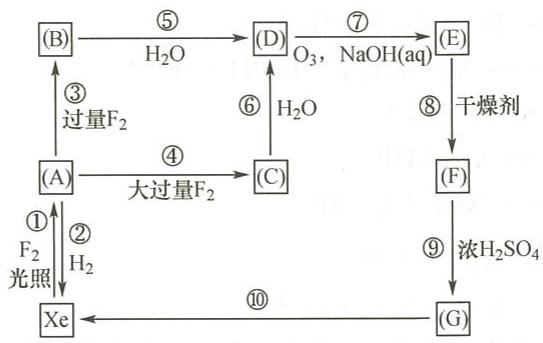 (B)
⑤
H₂O
(D)
⑦
O₃，NaOH(aq)
(E)
③
过量F₂
⑥
H₂O
⑧
干燥剂
(A)
④
大过量F₂
(C)
(F)
①
F₂
光照
②
H₂
⑨
浓H₂SO₄
Xe
⑩
(G)